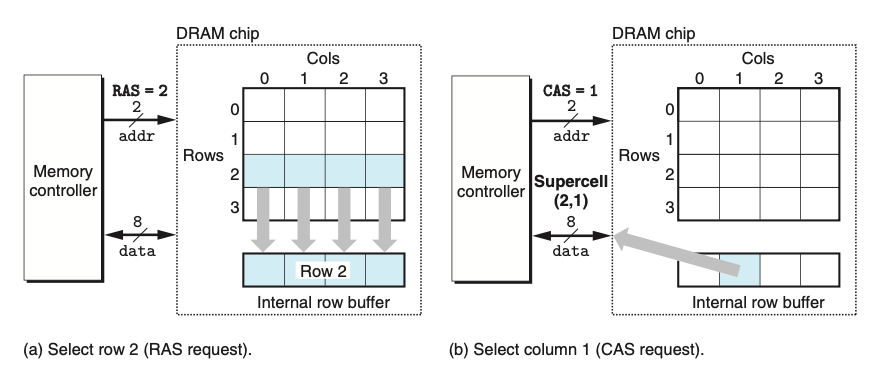 DRAM chip
Cols
0 1 2 3
RAS = 2
2
addr
Memory
controller
Rows
0
1
2
3
8
data
Row 2
Internal row buffer
(a) Select row 2 (RAS request).
DRAM chip
Cols
0 1 2 3
CAS = 1
2
addr
Memory
controller
Rows
0
1
2
3
Supercell
(2,1)
8
data
Internal row buffer
(b) Select column 1 (CAS request).